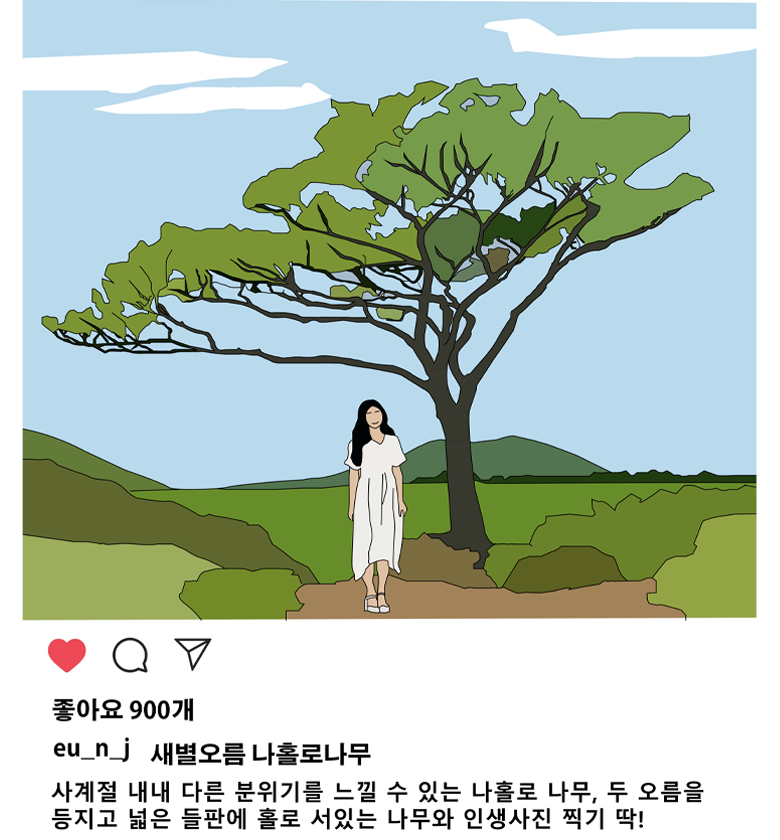 좋아요 900개
eu_n_j 새별오름 나홀로나무
사계절 내내 다른 분위기를 느낄 수 있는 나홀로 나무, 두 오름을
등지고 넓은 들판에 홀로 서있는 나무와 인생사진 찍기 딱!